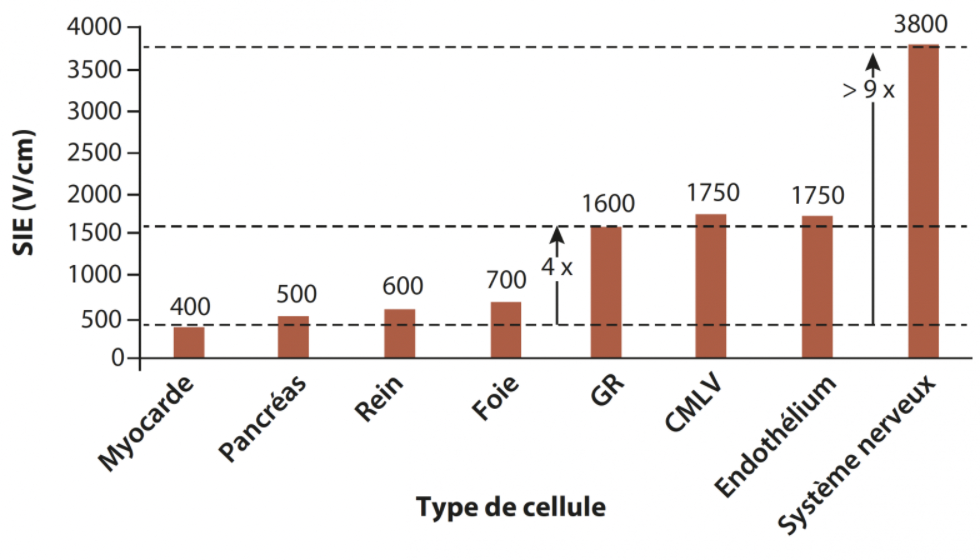 SIE (V/cm)
4000
3500
3000
2500
2000
1500
1000
500
0
400
500
600
700
4 x
1600
1750
1750
> 9 x
3800
Myocarde
Pancréas
Rein
Foie
GR
CMLV
Endothélium
Système nerveux
Type de cellule